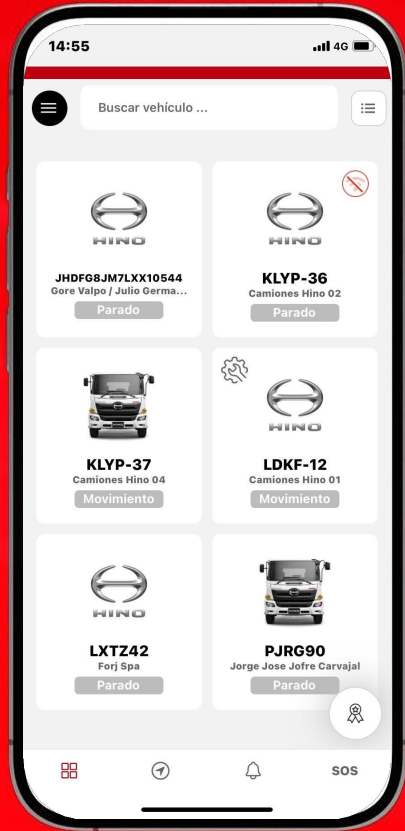 14:55
4G
Buscar vehículo ...
HINO
JHDFG8JM7LXX10544
Gore Valpo / Julio Germa...
Parado
HINO
KLYP-36
Camiones Hino 02
Parado
KLYP-37
Camiones Hino 04
Movimiento
HINO
LDKF-12
Camiones Hino 01
Movimiento
HINO
LXTZ42
Forj Spa
Parado
PJRG90
Jorge Jose Jofre Carvajal
Parado
SOS